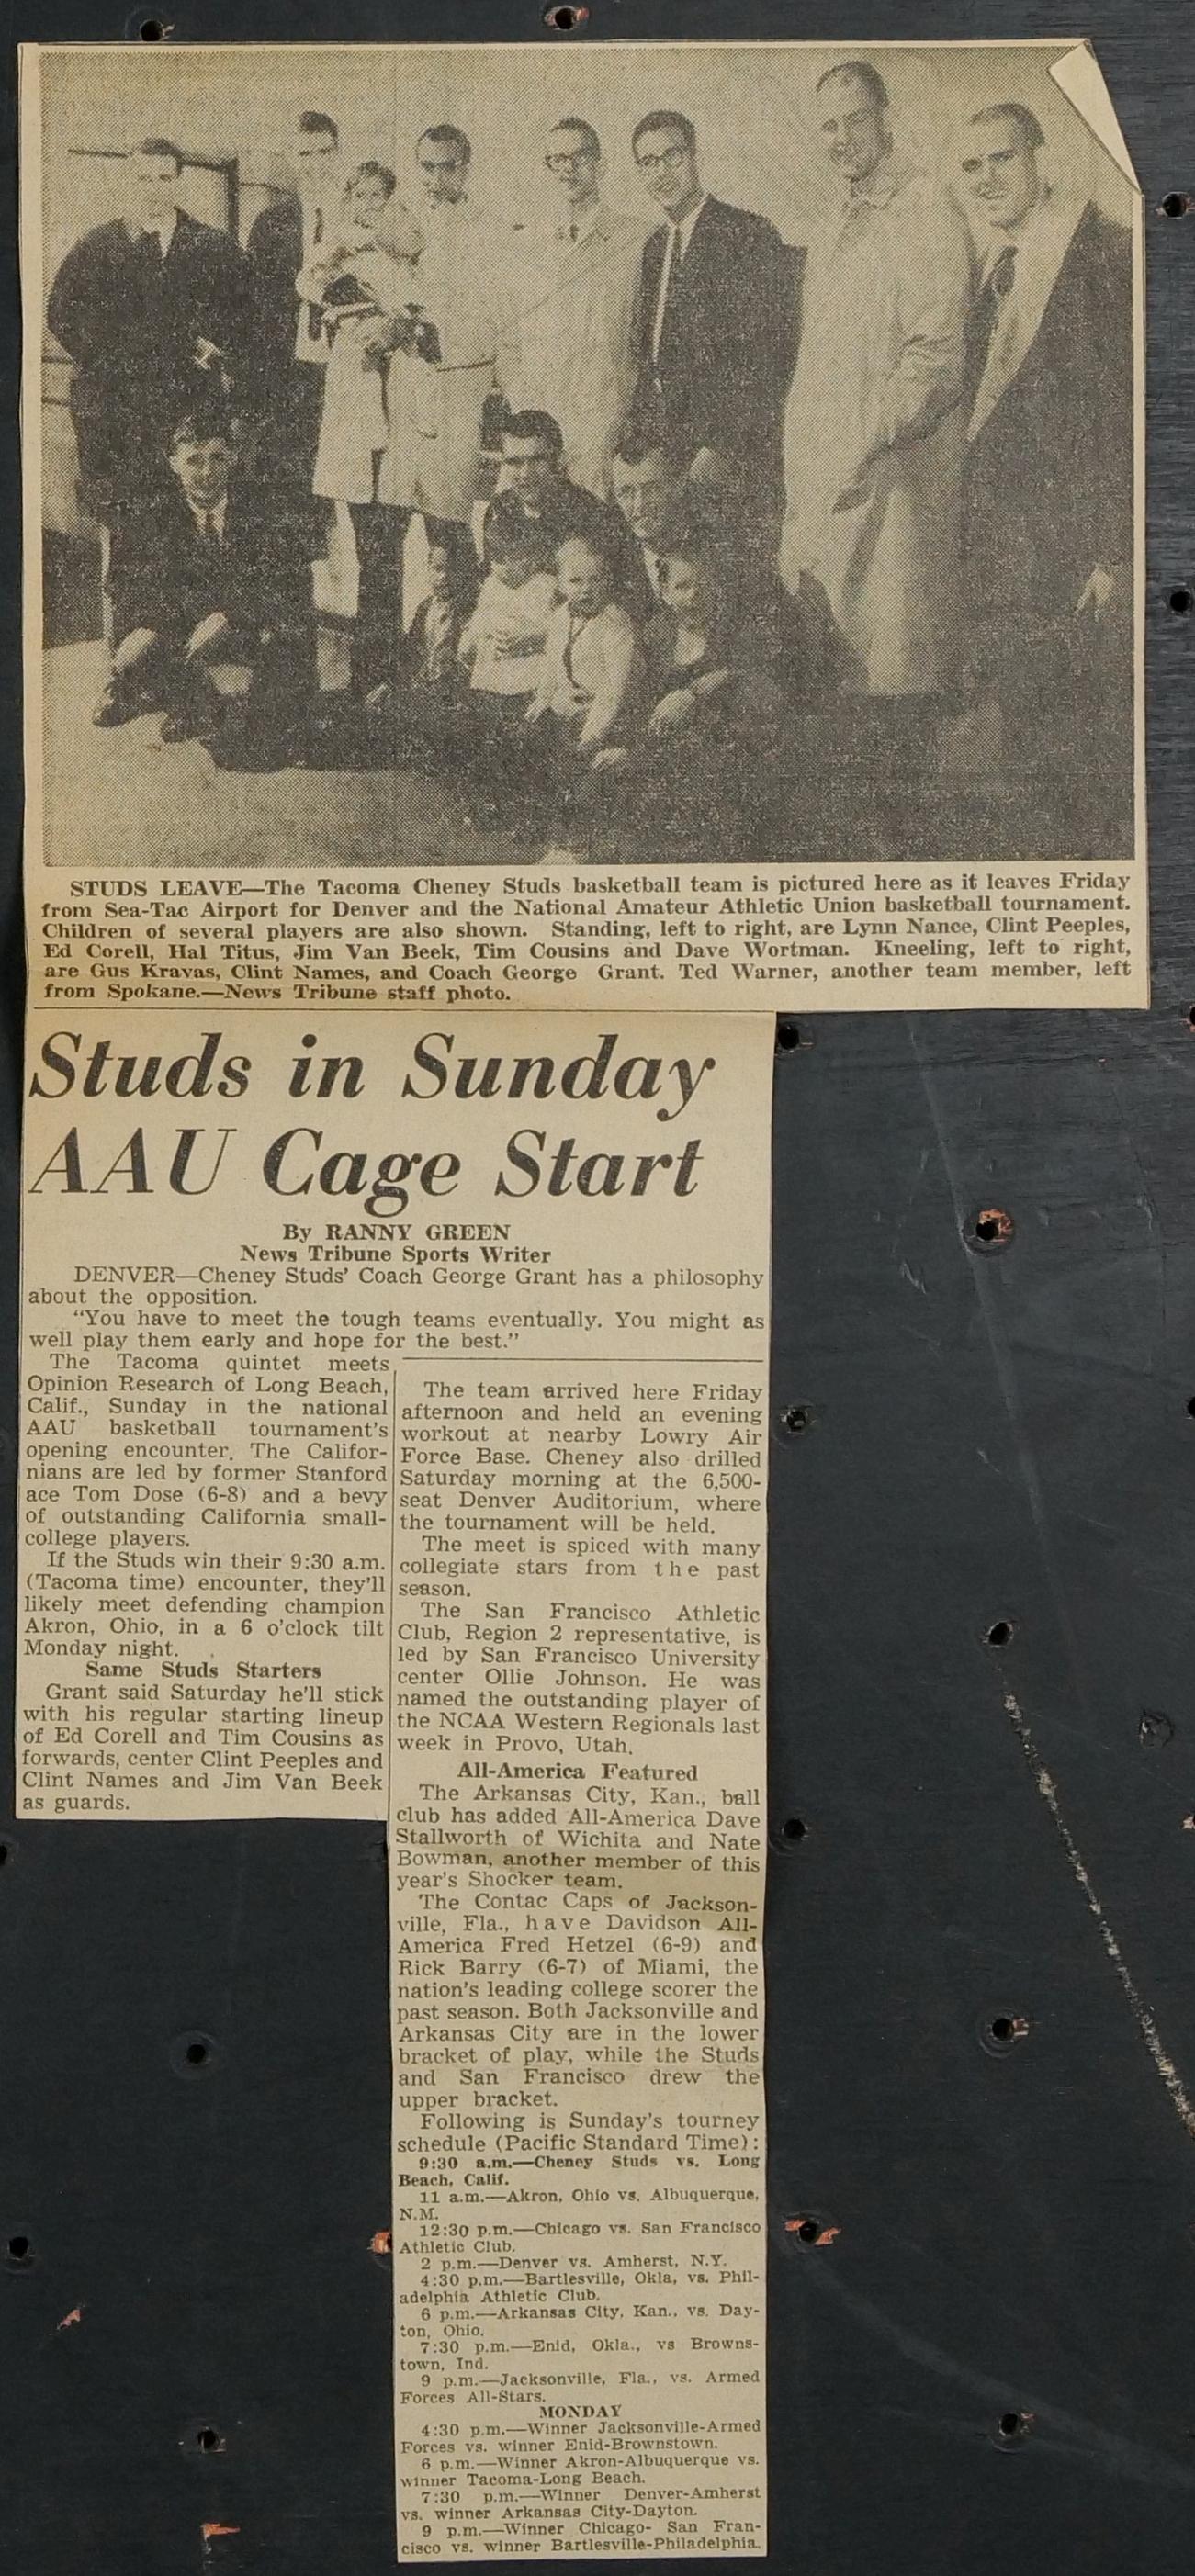 STUDS LEAVE—The Tacoma Cheney Studs basketball team is pictured here as it leaves Friday
from Sea-Tac Airport for Denver and the National Amateur Athletic Union basketball tournament.
Children of several players are also shown. Standing, left to right, are Lynn Nance, Clint Peeples,
Ed Corell, Hal Titus, Jim Van Beek, Tim Cousins and Dave Wortman. Kneeling, left to right,
are Gus Kravas, Clint Names, and Coach George Grant. Ted Warner, another team member, left
from Spokane.—News Tribune staff photo.
Studs in Sunday
AAU Cage Start
By RANNY GREEN
News Tribune Sports Writer
DENVER—Cheney Studs' Coach George Grant has a philosophy
about the opposition.
"You have to meet the tough teams eventually. You might as
well play them early and hope for the best."
The Tacoma quintet meets
Opinion Research of Long Beach,
Calif., Sunday in the national
AAU basketball tournament's
opening encounter. The Califor-
nians are led by former Stanford
ace Tom Dose (6-8) and a bevy
of outstanding California small-
college players.
If the Studs win their 9:30 a.m.
(Tacoma time) encounter, they'll
likely meet defending champion
Akron, Ohio, in a 6 o'clock tilt
Monday night.
Same Studs Starters
Grant said Saturday he'll stick
with his regular starting lineup
of Ed Corell and Tim Cousins as
forwards, center Clint Peeples and
Clint Names and Jim Van Beek
as guards.
The team arrived here Friday
afternoon and held an evening
workout at nearby Lowry Air
Force Base. Cheney also drilled
Saturday morning at the 6,500-
seat Denver Auditorium, where
the tournament will be held.
The meet is spiced with many
collegiate stars from the past
season.
The San Francisco Athletic
Club, Region 2 representative, is
led by San Francisco University
center Ollie Johnson. He was
named the outstanding player of
the NCAA Western Regionals last
week in Provo, Utah.
All-America Featured
The Arkansas City, Kan., ball
club has added All-America Dave
Stallworth of Wichita and Nate
Bowman, another member of this
year's Shocker team.
The Contac Caps of Jackson-
ville, Fla., have Davidson All-
America Fred Hetzel (6-9) and
Rick Barry (6-7) of Miami, the
nation's leading college scorer the
past season. Both Jacksonville and
Arkansas City are in the lower
bracket of play, while the Studs
and San Francisco drew the
upper bracket.
Following is Sunday's tourney
schedule (Pacific Standard Time):
9:30 a.m.—Cheney Studs vs. Long
Beach, Calif.
11 a.m.—Akron, Ohio vs. Albuquerque,
N.M.
12:30 p.m.—Chicago vs. San Francisco
Athletic Club.
2 p.m.—Denver vs. Amherst, N.Y.
4:30 p.m.—Bartlesville, Okla, vs. Phil-
adelphia Athletic Club.
6 p.m.—Arkansas City, Kan., vs. Day-
ton, Ohio.
7:30 p.m.—Enid, Okla., vs Browns-
town, Ind.
9 p.m.—Jacksonville, Fla., vs. Armed
Forces All-Stars.
MONDAY
4:30 p.m.—Winner Jacksonville-Armed
Forces vs. winner Enid-Brownstown.
6 p.m.—Winner Akron-Albuquerque vs.
winner Tacoma-Long Beach.
7:30 p.m.—Winner Denver-Amherst
vs. winner Arkansas City-Dayton.
9 p.m.—Winner Chicago- San Fran-
cisco vs. winner Bartlesville-Philadelphia.